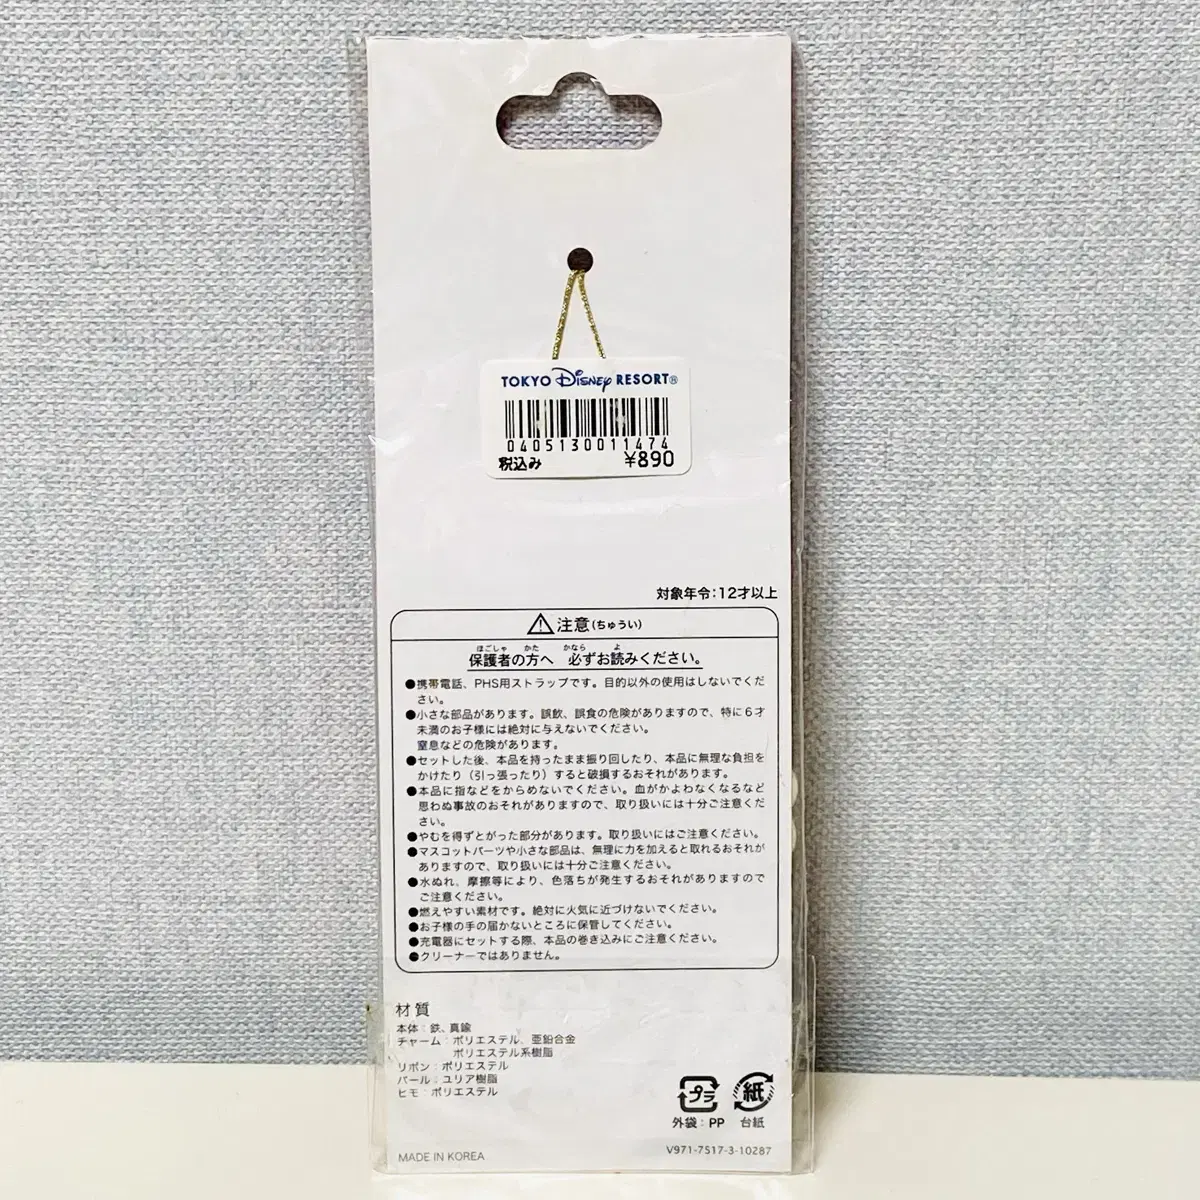 TOKYO Disney RESORT®
0405130011474
税込み ¥890
対象年令:12才以上
注意(ちゅうい)
ほごしゃ かた かなら よ
保護者の方へ 必ずお読みください。
●携帯電話、PHS用ストラップです。目的以外の使用はしないでくだ
さい。
●小さな部品があります。誤飲、誤食の危険がありますので、特に6才
未満のお子様には絶対に与えないでください。
窒息などの危険があります。
●セットした後、本品を持ったまま振り回したり、本品に無理な負担を
かけたり(引っ張ったり)すると破損するおそれがあります。
●本品に指などをからめないでください。血がかよわなくなるなど
思わぬ事故のおそれがありますので、取り扱いには十分ご注意くだ
さい。
●やむを得ずとがった部分があります。取り扱いにはご注意ください。
●マスコットパーツや小さな部品は、無理に力を加えると取れるおそれが
ありますので、取り扱いには十分ご注意ください。
●水ぬれ、摩擦等により、色落ちが発生するおそれがありますので
ご注意ください。
●燃えやすい素材です。絶対に火気に近づけないでください。
●お子様の手の届かないところに保管してください。
●充電器にセットする際、本品の巻き込みにご注意ください。
●クリーナーではありません。
材質
本体:鉄、真鍮
チャーム:ポリエステル、亜鉛合金
ポリエステル系樹脂
リボン:ポリエステル
パール:ユリア樹脂
ヒモ:ポリエステル
プラ 紙
外袋:PP 台紙
MADE IN KOREA V971-7517-3-10287